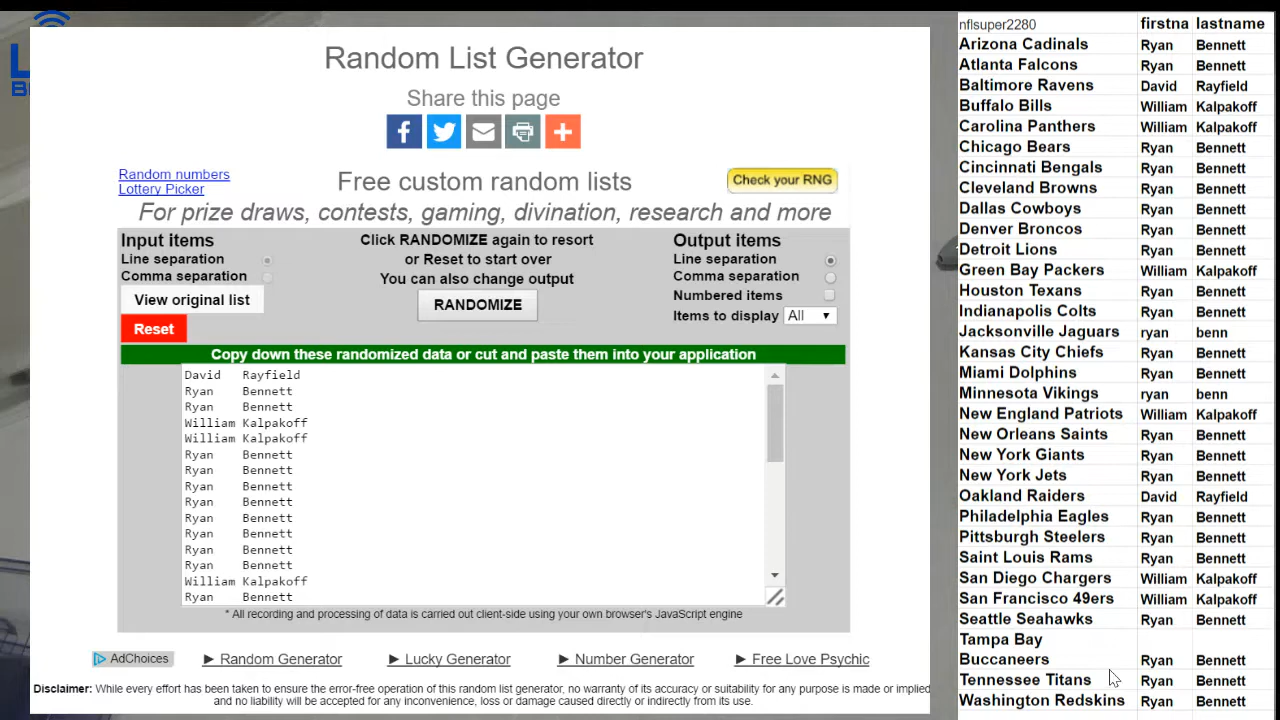 Random List Generator
Share this page
Random numbers
Lottery Picker
Free custom random lists
Check your RNG
For prize draws, contests, gaming, divination, research and more
Input items
Line separation
Comma separation
View original list
Reset
Click RANDOMIZE again to resort
or Reset to start over
You can also change output
RANDOMIZE
Output items
Line separation
Comma separation
Numbered items
Items to display All
Copy down these randomized data or cut and paste them into your application
David Rayfield
Ryan Bennett
Ryan Bennett
William Kalpakoff
William Kalpakoff
Ryan Bennett
Ryan Bennett
Ryan Bennett
Ryan Bennett
Ryan Bennett
Ryan Bennett
Ryan Bennett
Ryan Bennett
William Kalpakoff
Ryan Bennett
* All recording and processing of data is carried out client-side using your own browser's JavaScript engine
AdChoices
► Random Generator
► Lucky Generator
► Number Generator
► Free Love Psychic
Disclaimer: While every effort has been taken to ensure the error-free operation of this random list generator, no warranty of its accuracy or suitability for any purpose is made or implied
and no liability will be accepted for any inconvenience, loss or damage caused directly or indirectly from its use.
nflsuper2280 firstna lastname
Arizona Cadinals Ryan Bennett
Atlanta Falcons Ryan Bennett
Baltimore Ravens David Rayfield
Buffalo Bills William Kalpakoff
Carolina Panthers William Kalpakoff
Chicago Bears Ryan Bennett
Cincinnati Bengals Ryan Bennett
Cleveland Browns Ryan Bennett
Dallas Cowboys Ryan Bennett
Denver Broncos Ryan Bennett
Detroit Lions Ryan Bennett
Green Bay Packers William Kalpakoff
Houston Texans Ryan Bennett
Indianapolis Colts Ryan Bennett
Jacksonville Jaguars ryan benn
Kansas City Chiefs Ryan Bennett
Miami Dolphins Ryan Bennett
Minnesota Vikings ryan benn
New England Patriots William Kalpakoff
New Orleans Saints Ryan Bennett
New York Giants Ryan Bennett
New York Jets Ryan Bennett
Oakland Raiders David Rayfield
Philadelphia Eagles Ryan Bennett
Pittsburgh Steelers Ryan Bennett
Saint Louis Rams Ryan Bennett
San Diego Chargers William Kalpakoff
San Francisco 49ers William Kalpakoff
Seattle Seahawks Ryan Bennett
Tampa Bay
Buccaneers Ryan Bennett
Tennessee Titans Ryan Bennett
Washington Redskins Ryan Bennett